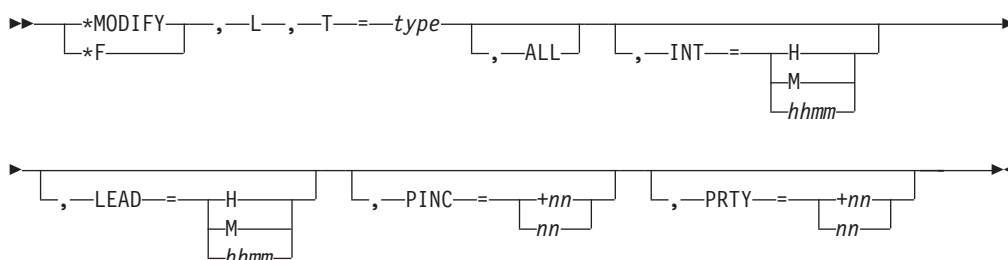 *MODIFY , L , T = type , ALL , INT = H
*F M
hhmm
, LEAD = H , PINC = +nn , PRTY = +nn
M nn nn
hhmm